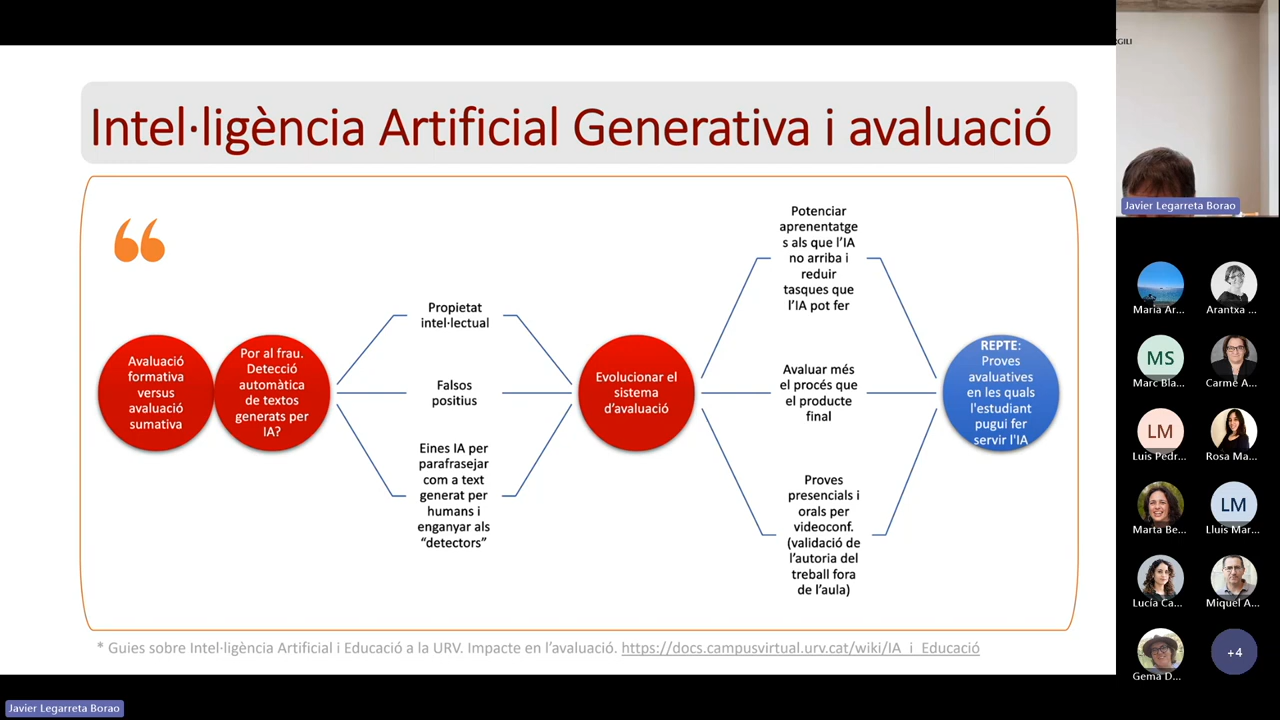 Intel·ligència Artificial Generativa i avaluació
Avaluació
formativa
versus
avaluació
sumativa
Por al frau.
Detecció
automàtica
de textos
generats per
IA?
Propietat
intel·lectual
Falsos
positius
Eines IA per
parafrasejar
com a text
generat per
humans i
enganyar als
“detectors”
Evolucionar el
sistema
d’avaluació
Potenciar
aprenentatge
s als que l’IA
no arriba i
reduir
tasques que
l’IA pot fer
Avaluar més
el procés que
el producte
final
Proves
presencials i
orals per
videoconf.
(validació de
l’autoria del
treball fora
de l’aula)
REPTE:
Proves
avaluatives
en les quals
l'estudiant
pugui fer
servir l'IA
* Guies sobre Intel·ligència Artificial i Educació a la URV. Impacte en l’avaluació. https://docs.campusvirtual.urv.cat/wiki/IA_i_Educació
Javier Legarreta Borao
Maria Ar...
Arantxa ...
MS
Marc Bla...
Carme A...
LM
Luis Pedr...
Rosa Ma...
Marta Be...
LM
Lluis Mar...
Lucía Ca...
Miquel A...
Gema D...
+4
Javier Legarreta Borao